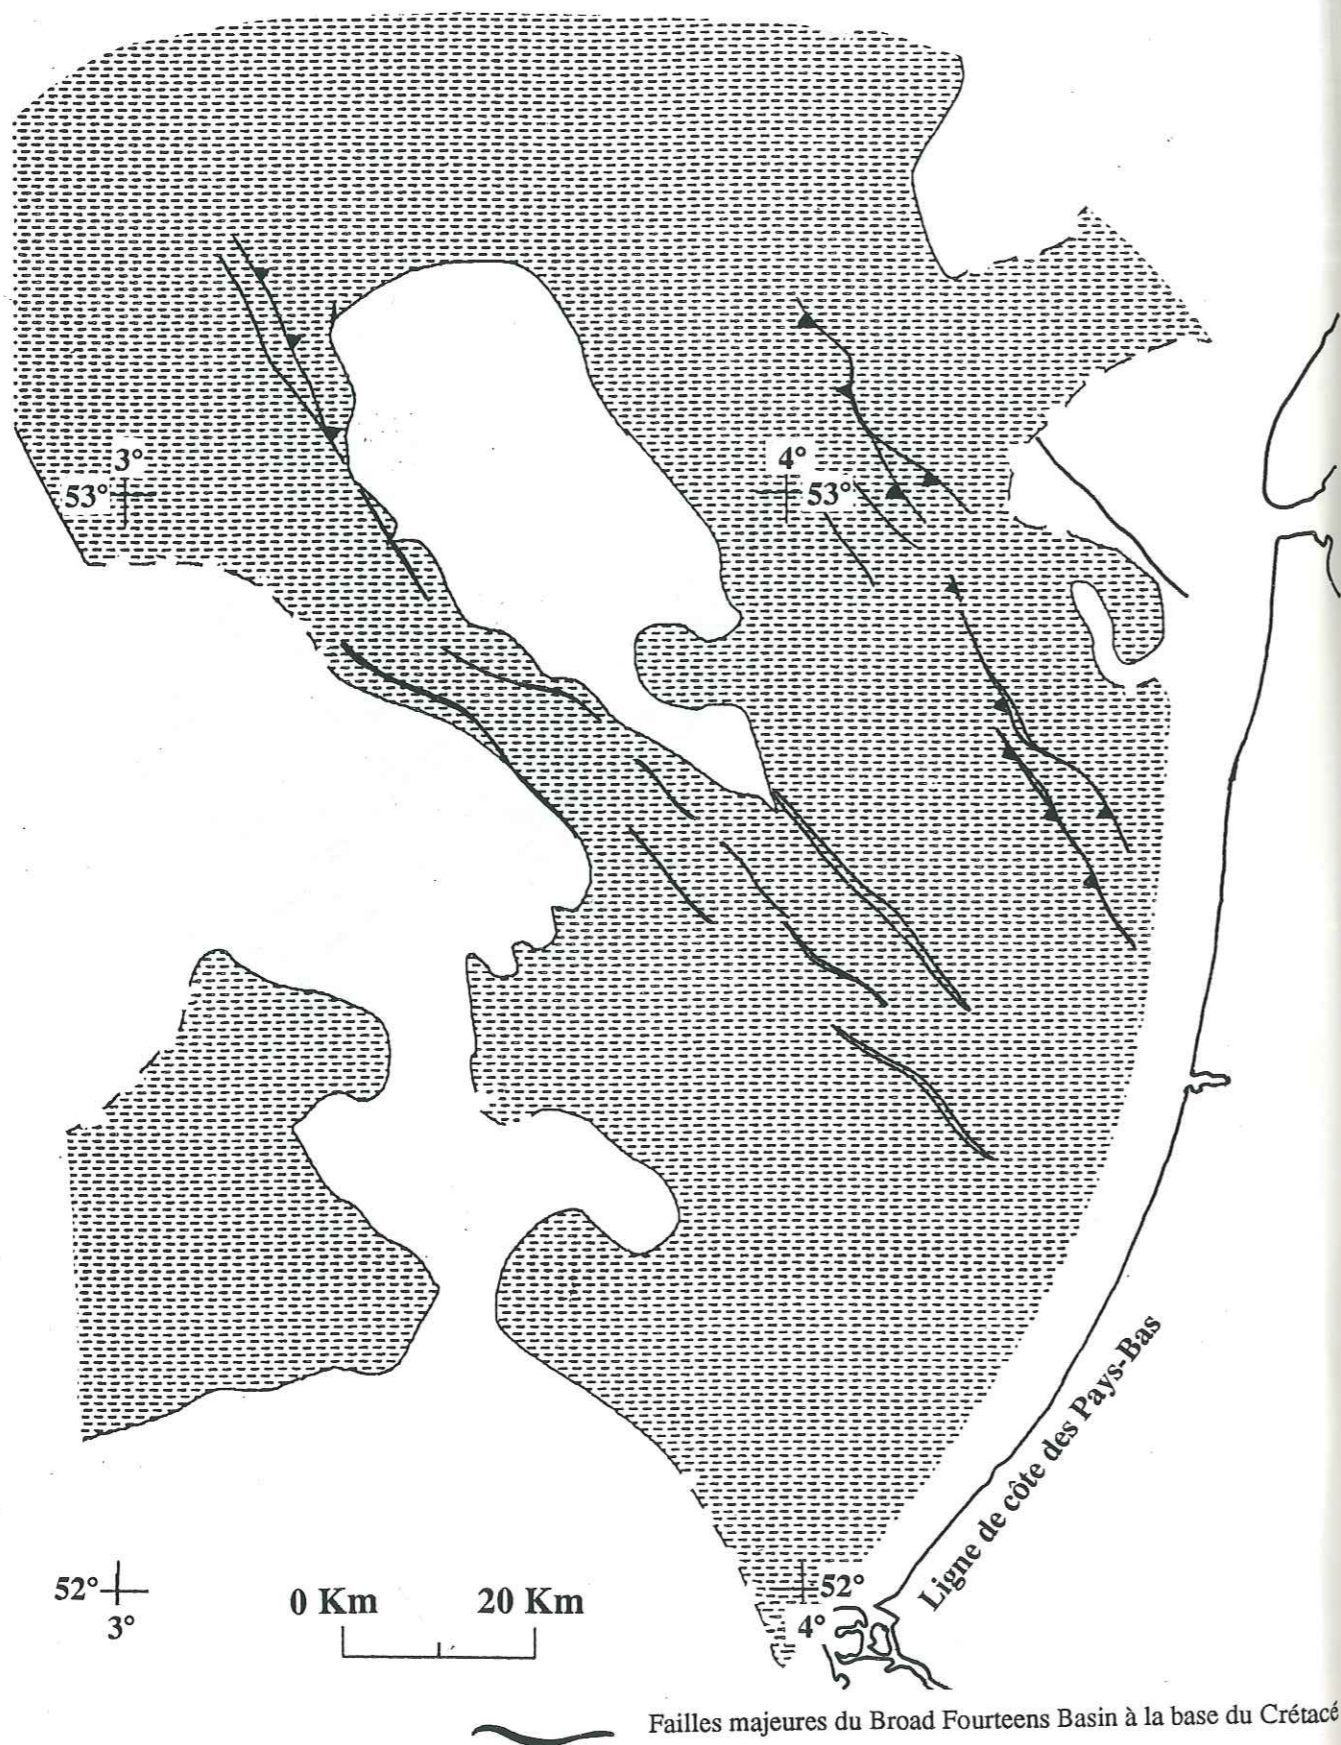 3°
53°
4°
53°
Ligne de côte des Pays-Bas
52°
3°
0 Km 20 Km
52°
4°
Failles majeures du Broad Fourteens Basin à la base du Crétacé